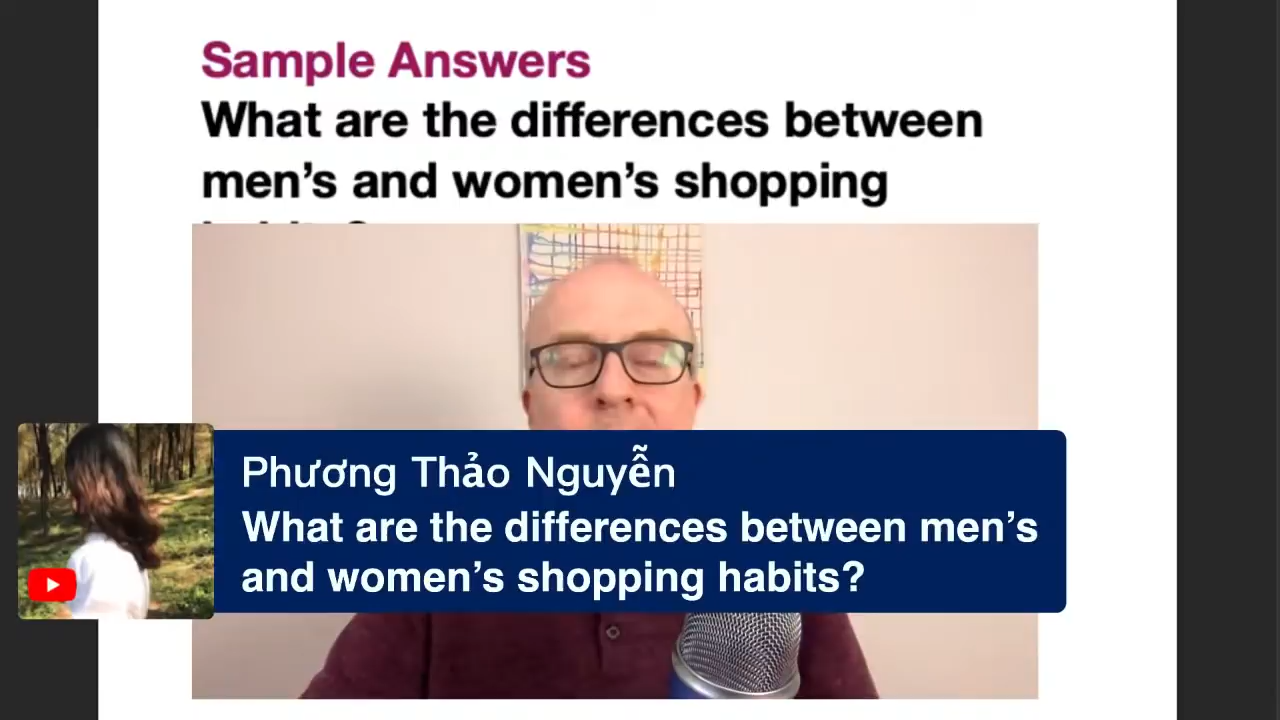 Sample Answers
What are the differences between
men's and women's shopping
Phương Thảo Nguyễn
What are the differences between men's
and women's shopping habits?